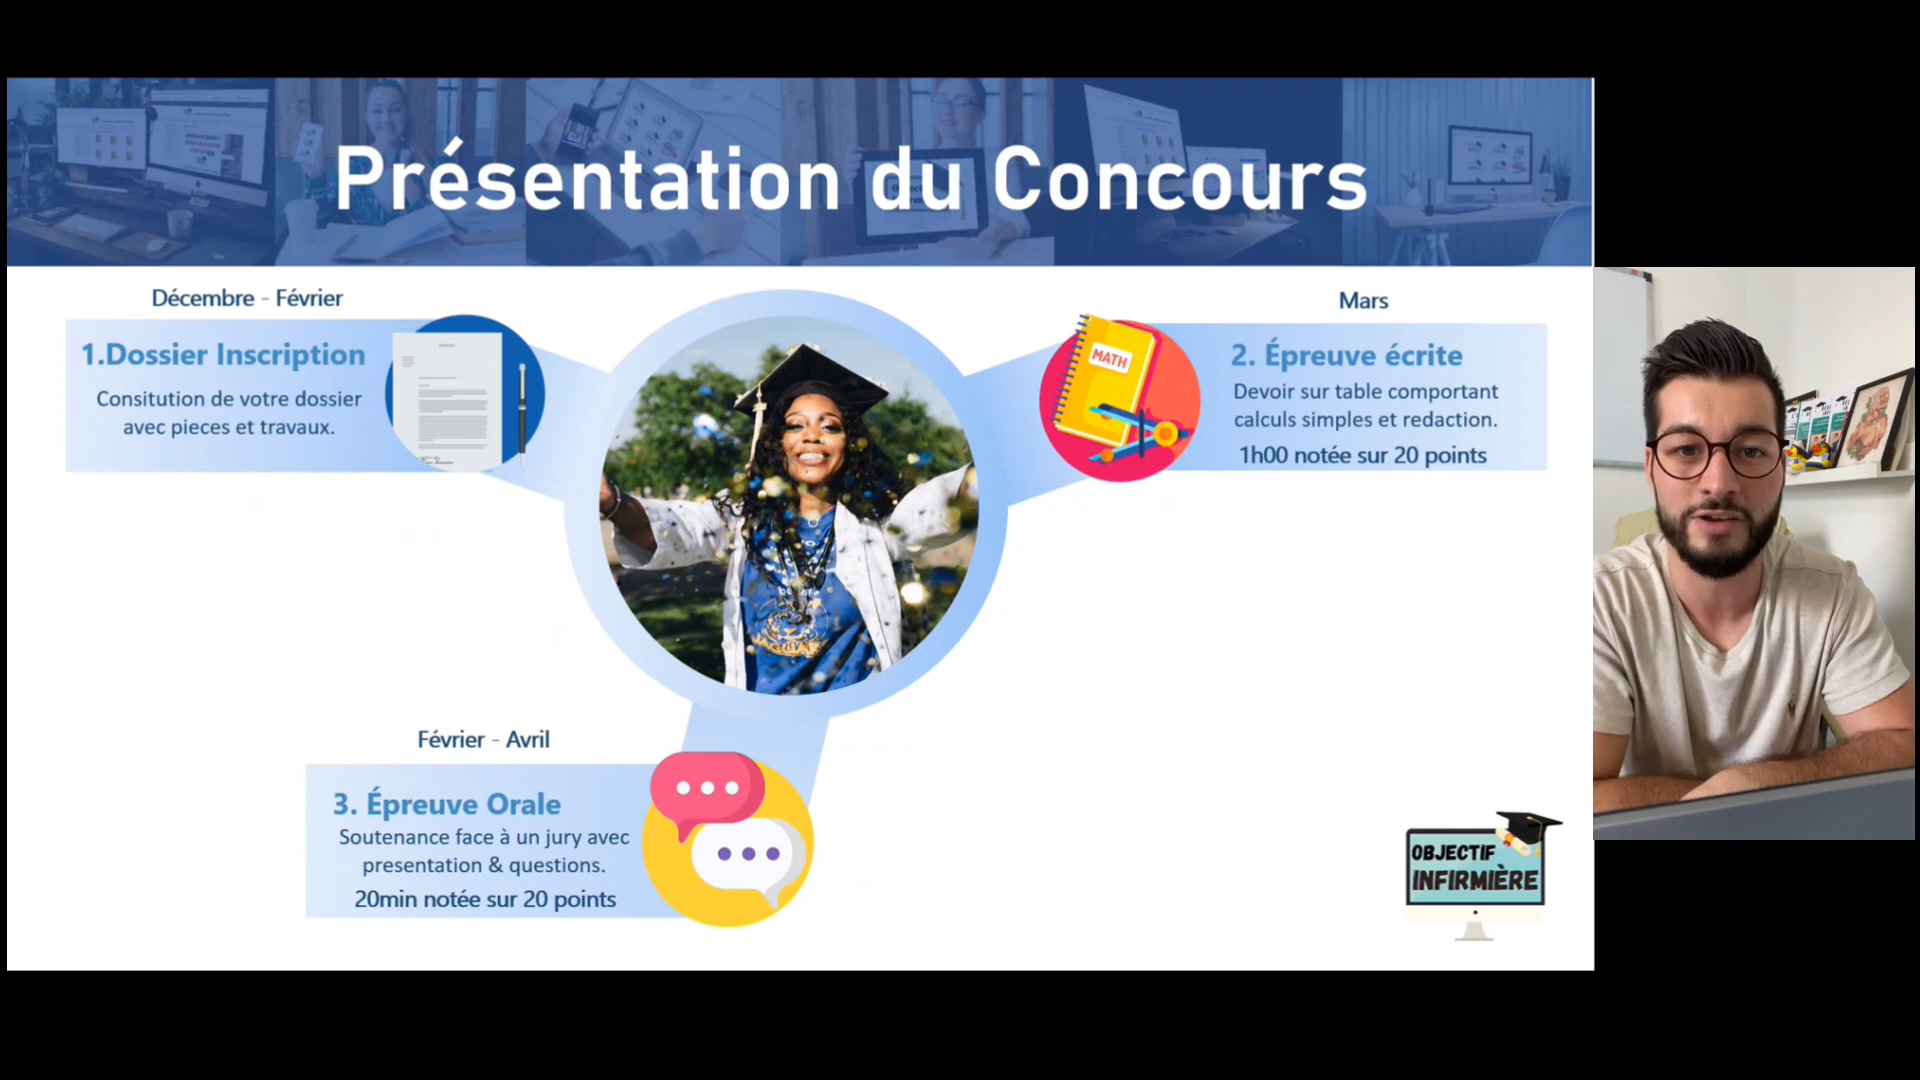 Présentation du Concours
Décembre - Février
1.Dossier Inscription
Consitution de votre dossier
avec pieces et travaux.
Mars
MATH
2. Épreuve écrite
Devoir sur table comportant
calculs simples et redaction.
1h00 notée sur 20 points
Février - Avril
3. Épreuve Orale
Soutenance face à un jury avec
presentation & questions.
20min notée sur 20 points
OBJECTIF
INFIRMIÈRE